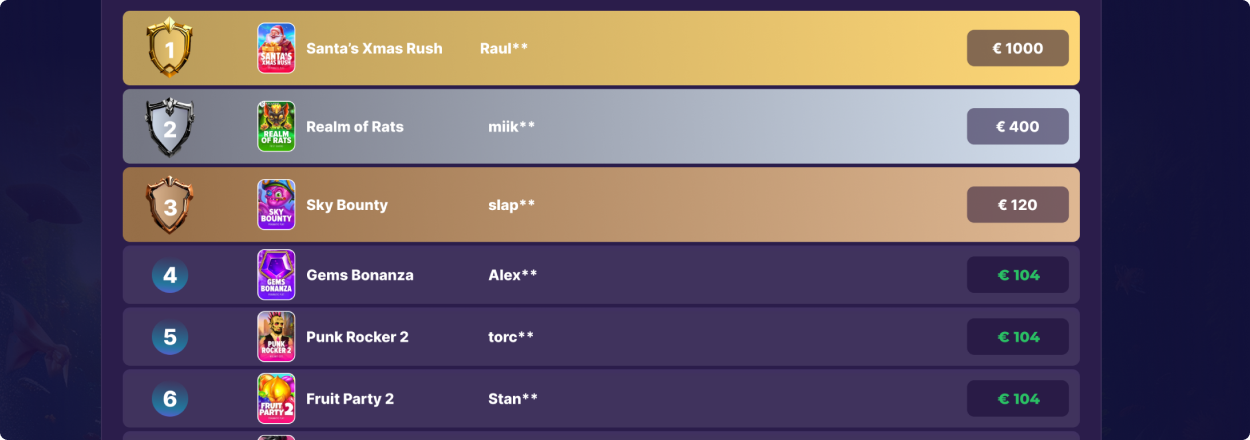 1 SANTA'S XMAS RUSH Santa's Xmas Rush Raul** € 1000
2 REALM OF RATS Realm of Rats miik** € 400
3 SKY BOUNTY Sky Bounty slap** € 120
4 GEMS BONANZA Gems Bonanza Alex** € 104
5 PUNK ROCKER 2 Punk Rocker 2 torc** € 104
6 FRUIT PARTY 2 Fruit Party 2 Stan** € 104